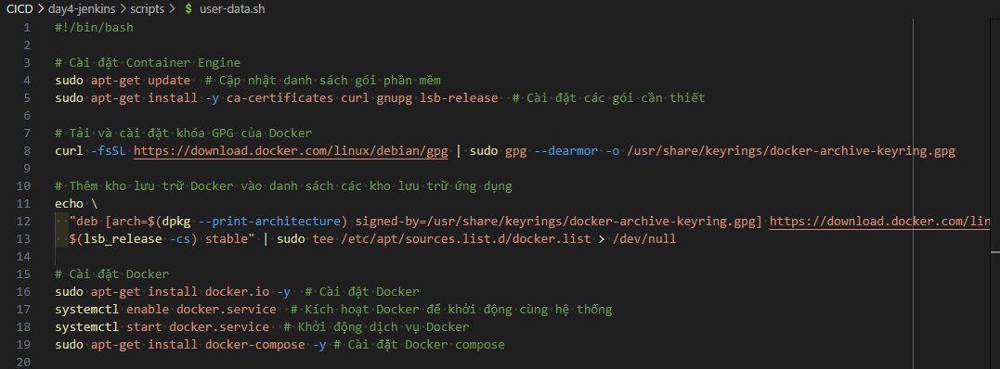 CICD > day4-jenkins > scripts > $ user-data.sh
1 #!/bin/bash
2
3 # Cài đặt Container Engine
4 sudo apt-get update # Cập nhật danh sách gói phần mềm
5 sudo apt-get install -y ca-certificates curl gnupg lsb-release # Cài đặt các gói cần thiết
6
7 # Tải và cài đặt khóa GPG của Docker
8 curl -fsSL https://download.docker.com/linux/debian/gpg | sudo gpg --dearmor -o /usr/share/keyrings/docker-archive-keyring.gpg
9
10 # Thêm kho lưu trữ Docker vào danh sách các kho lưu trữ ứng dụng
11 echo \
12 "deb [arch=$(dpkg --print-architecture) signed-by=/usr/share/keyrings/docker-archive-keyring.gpg] https://download.docker.com/lin
13 $(lsb_release -cs) stable" | sudo tee /etc/apt/sources.list.d/docker.list > /dev/null
14
15 # Cài đặt Docker
16 sudo apt-get install docker.io -y # Cài đặt Docker
17 systemctl enable docker.service # Kích hoạt Docker để khởi động cùng hệ thống
18 systemctl start docker.service # Khởi động dịch vụ Docker
19 sudo apt-get install docker-compose -y # Cài đặt Docker compose
20